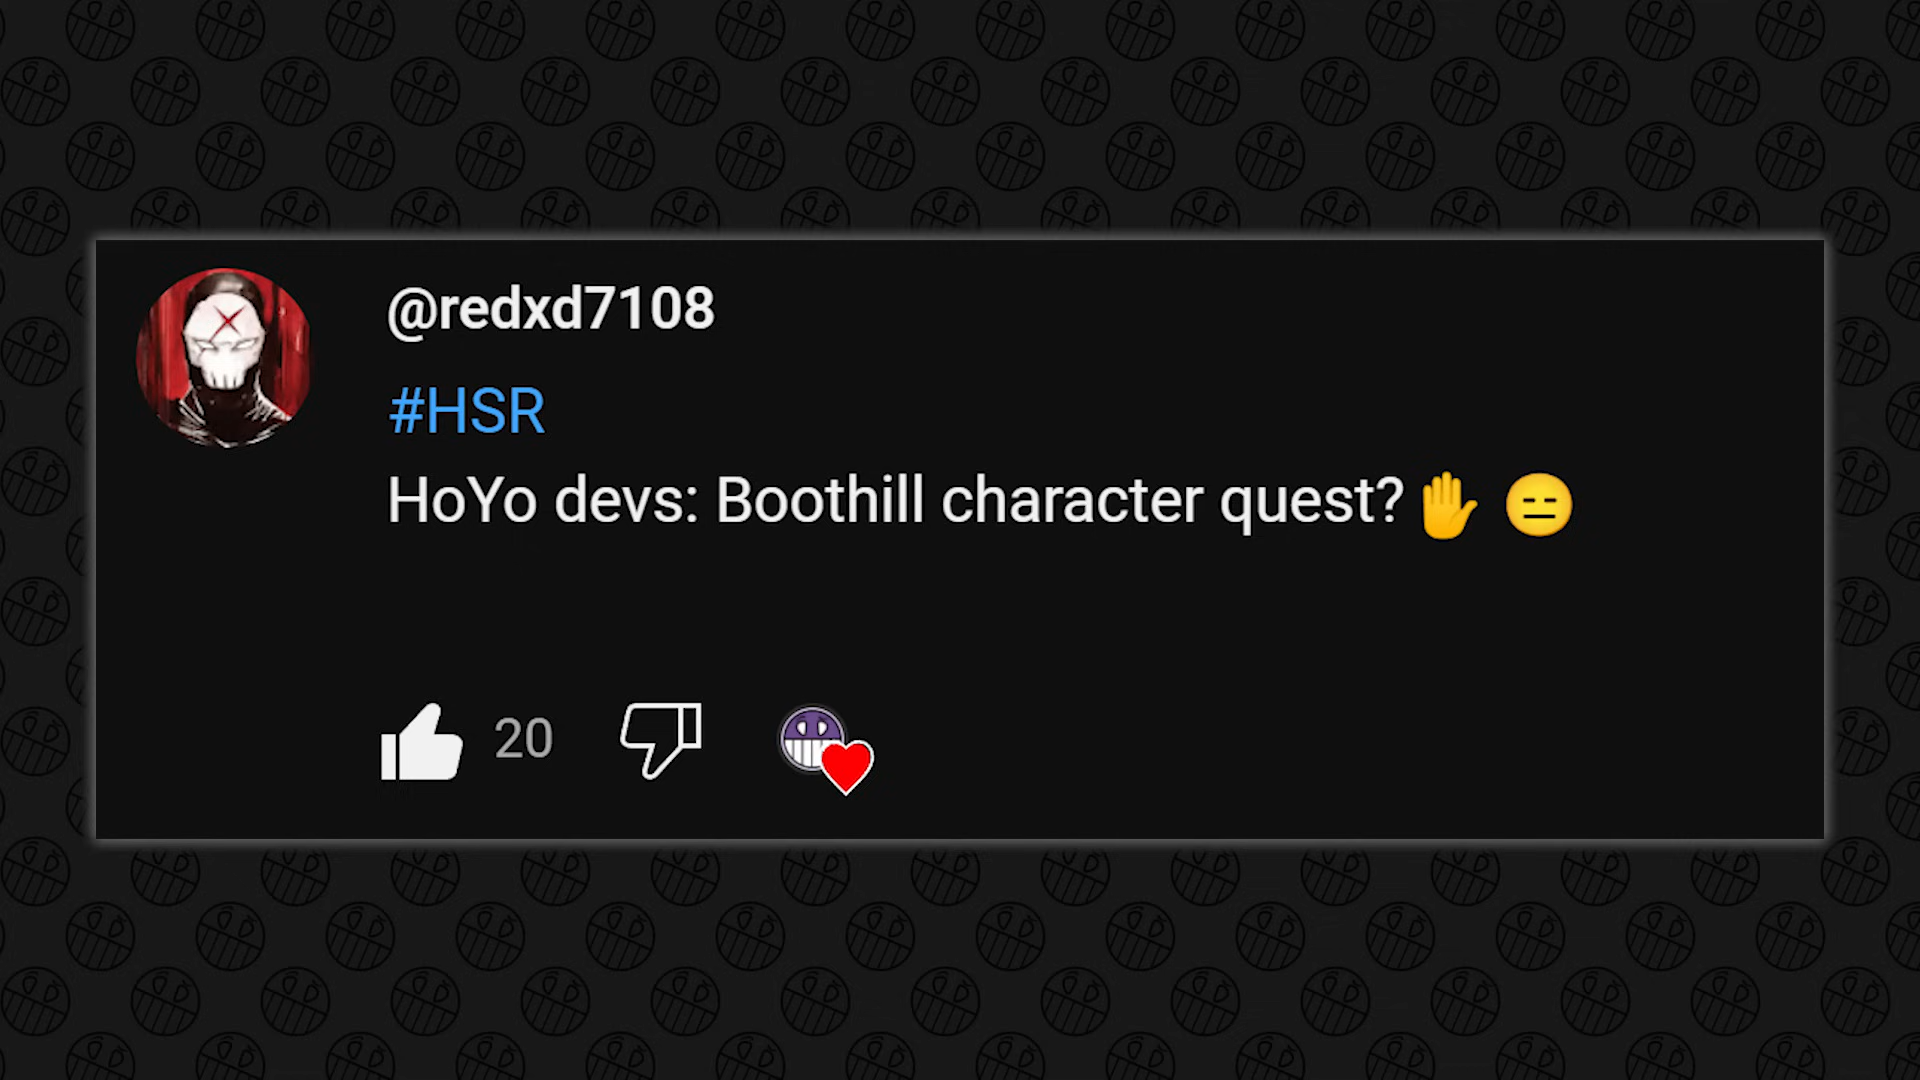 @redxd7108
#HSR
HoYo devs: Boothill character quest?✋ 😑
20